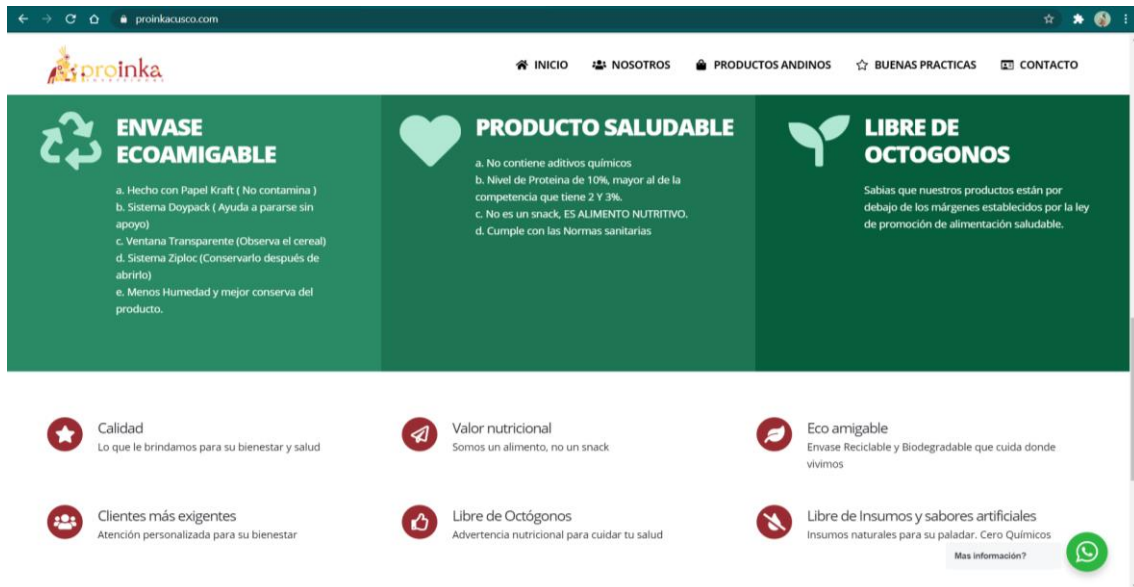 proinkacusco.com
proinka
INICIO
NOSOTROS
PRODUCTOS ANDINOS
BUENAS PRACTICAS
CONTACTO
ENVASE
ECOAMIGABLE
a. Hecho con Papel Kraft ( No contamina )
b. Sistema Doypack ( Ayuda a pararse sin
apoyo)
c. Ventana Transparente (Observa el cereal)
d. Sistema Ziploc (Conservarlo después de
abrirlo)
e. Menos Humedad y mejor conserva del
producto.
PRODUCTO SALUDABLE
a. No contiene aditivos químicos
b. Nivel de Proteina de 10%, mayor al de la
competencia que tiene 2 Y 3%.
c. No es un snack, ES ALIMENTO NUTRITIVO.
d. Cumple con las Normas sanitarias
LIBRE DE
OCTOGONOS
Sabias que nuestros productos están por
debajo de los márgenes establecidos por la ley
de promoción de alimentación saludable.
Calidad
Lo que le brindamos para su bienestar y salud
Valor nutricional
Somos un alimento, no un snack
Eco amigable
Envase Reciclable y Biodegradable que cuida donde
vivimos
Clientes más exigentes
Atención personalizada para su bienestar
Libre de Octógonos
Advertencia nutricional para cuidar tu salud
Libre de Insumos y sabores artificiales
Insumos naturales para su paladar. Cero Químicos
Mas información?